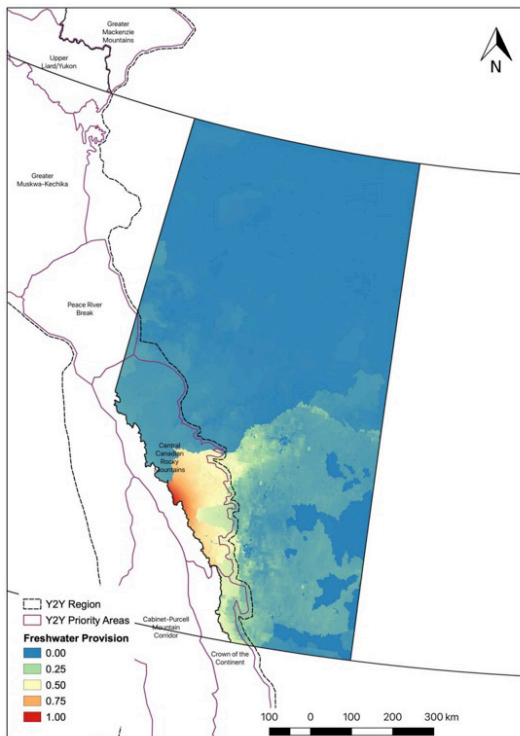 Greater
Mackenzie
Mountains
Upper
Liard/Yukon
N
Greater
Muskwa-Kechika
Peace River
Break
Central
Canadian
Rocky
Mountains
Y2Y Region
Y2Y Priority Areas
Freshwater Provision
0.00
0.25
0.50
0.75
1.00
Cabinet-Purcell
Mountain
Corridor
Crown of the
Continent
100 0 100 200 300 km